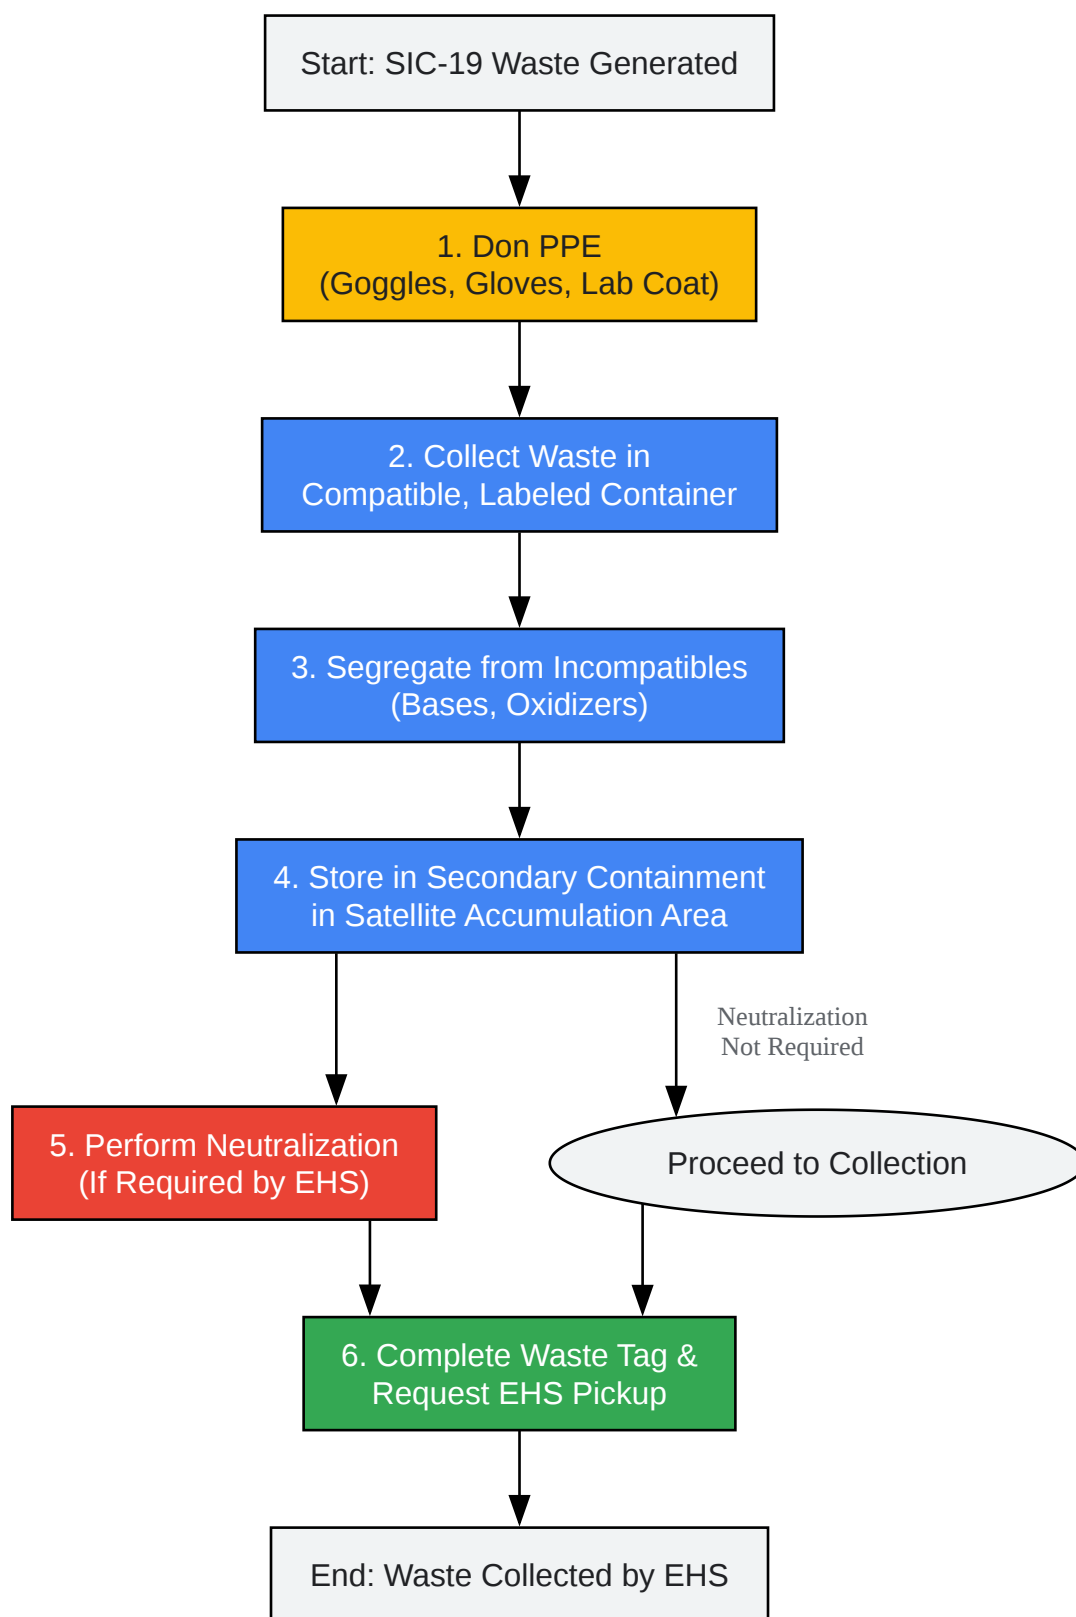 Start: SIC-19 Waste Generated
1. Don PPE
(Goggles, Gloves, Lab Coat)
2. Collect Waste in
Compatible, Labeled Container
3. Segregate from Incompatibles
(Bases, Oxidizers)
4. Store in Secondary Containment
in Satellite Accumulation Area
Neutralization
Not Required
5. Perform Neutralization
(If Required by EHS)
Proceed to Collection
6. Complete Waste Tag &
Request EHS Pickup
End: Waste Collected by EHS